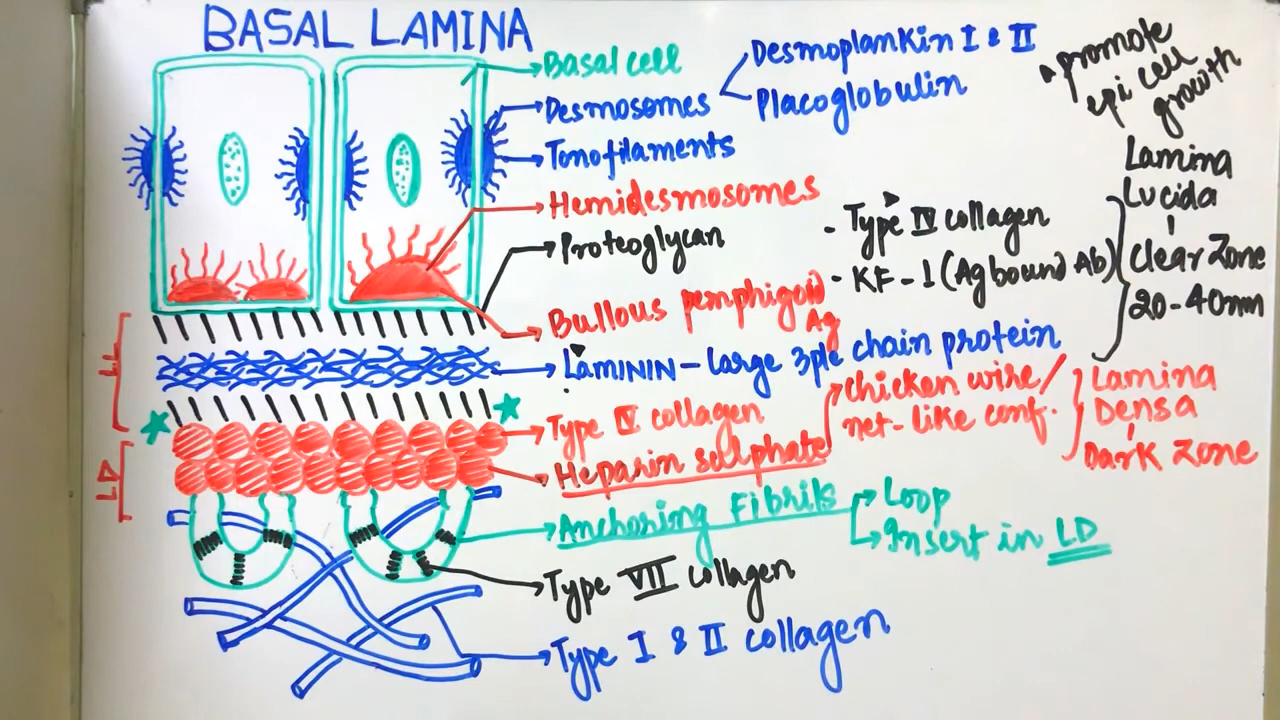 BASAL LAMINA
Basal cell
Desmosomes
Desmoplankin I & II
Placoglobulin
Tonofilaments
Hemidesmosomes
Proteoglycan
Bullous pemphigoid
Ag
LAMININ - large 3ple chain protein
Type IV collagen
Heparin sulphate
chicken wire/
net-like conf.
Anchoring Fibrils
Loop
Insert in LD
Type VII collagen
Type I & II collagen
promote
epi cell
growth
Lamina
Lucida
clear Zone
20-40nm
- Type IV collagen
- KF-1 (Ag bound Ab)
Lamina
Densa
Dark Zone
LL
LD